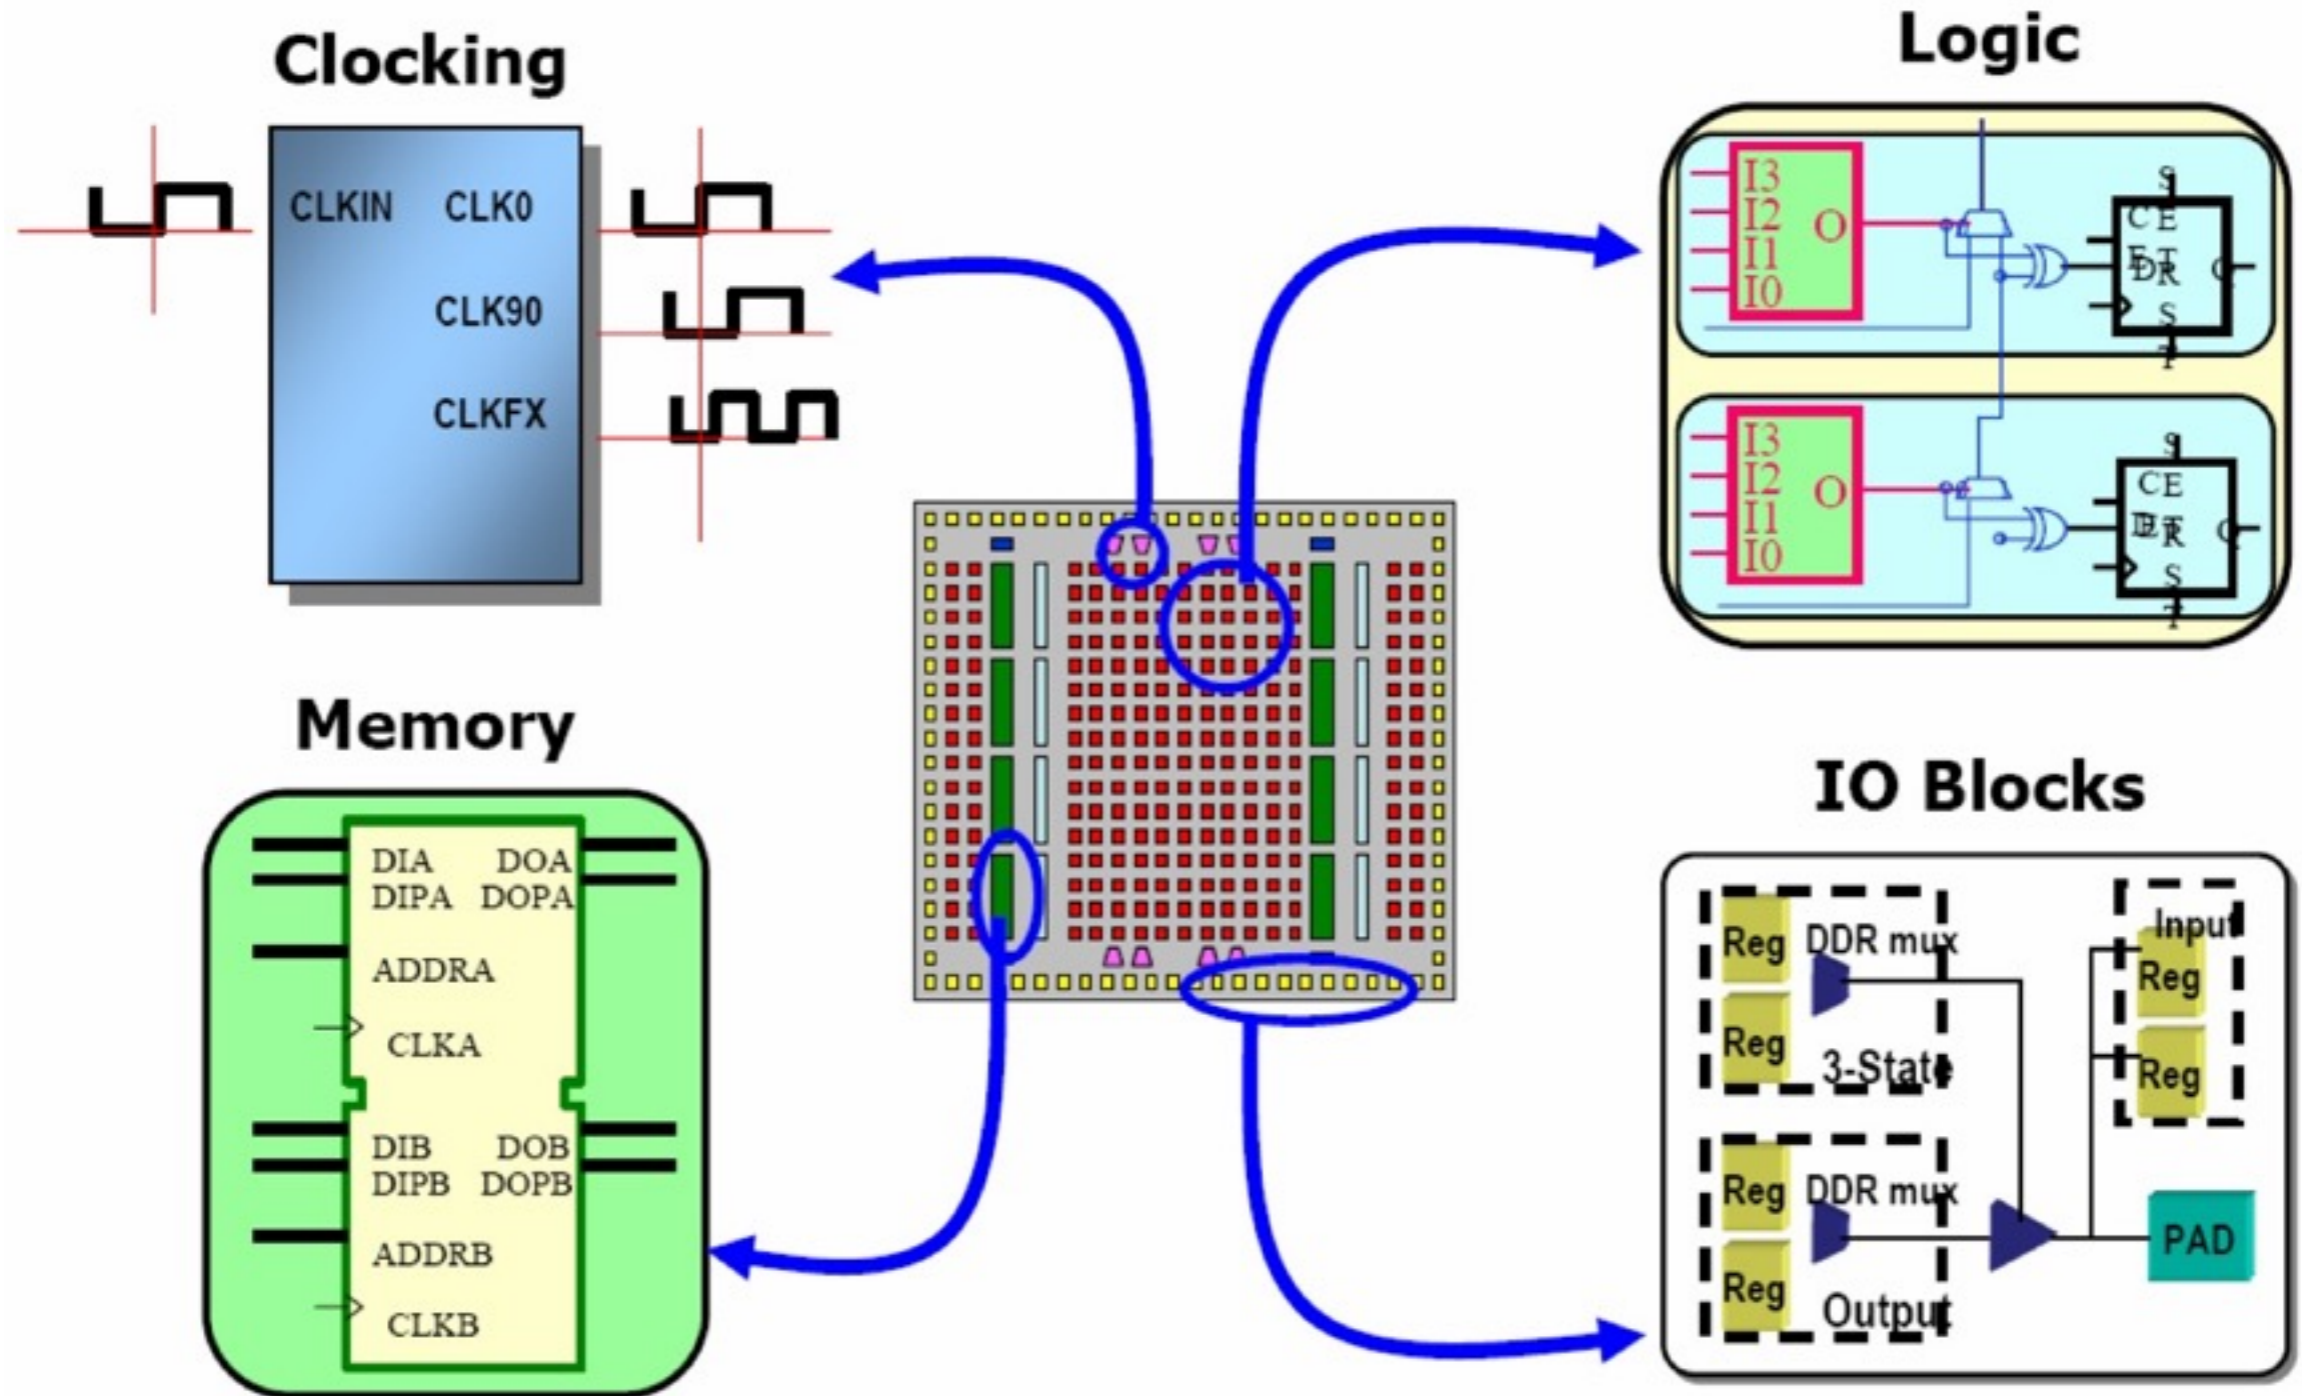 Clocking
CLKIN CLK0
CLK90
CLKFX
Logic
I3
I2
I1
I0
O
S
CE
E
T
D
R
Q
S
T
I3
I2
I1
I0
O
S
CE
E
T
D
R
Q
S
T
Memory
DIA DOA
DIPA DOPA
ADDRA
CLKA
DIB DOB
DIPB DOPB
ADDRB
CLKB
IO Blocks
Reg DDR mux
Reg
3-State
Input
Reg
Reg
Reg DDR mux
Reg
Output
PAD